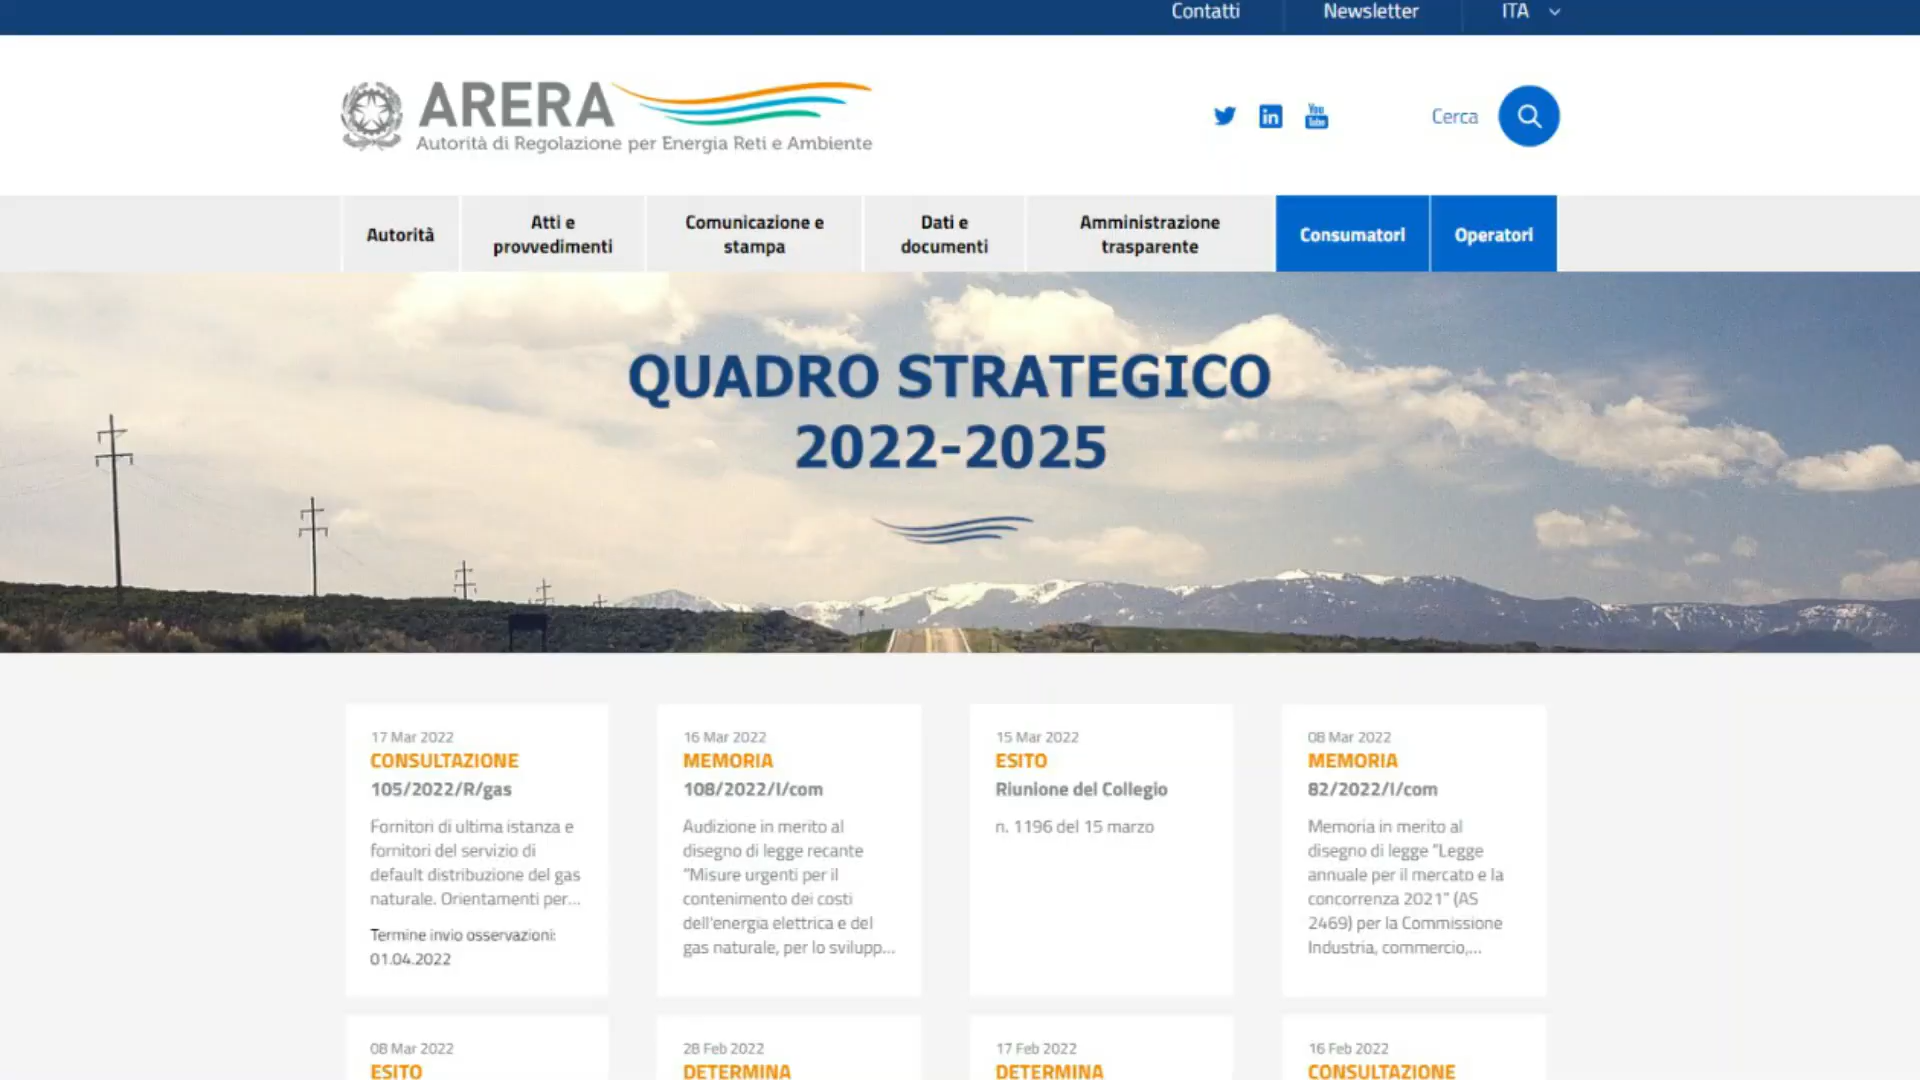 Contatti
Newsletter
ITA
ARERA
Autorità di Regolazione per Energia Reti e Ambiente
You
Tube
Cerca
Autorità
Atti e
provvedimenti
Comunicazione e
stampa
Dati e
documenti
Amministrazione
trasparente
Consumatori
Operatori
QUADRO STRATEGICO
2022-2025
17 Mar 2022
CONSULTAZIONE
105/2022/R/gas
Fornitori di ultima istanza e
fornitori del servizio di
default distribuzione del gas
naturale. Orientamenti per...
Termine invio osservazioni:
01.04.2022
16 Mar 2022
MEMORIA
108/2022/I/com
Audizione in merito al
disegno di legge recante
"Misure urgenti per il
contenimento dei costi
dell'energia elettrica e del
gas naturale, per lo svilupp...
15 Mar 2022
ESITO
Riunione del Collegio
n. 1196 del 15 marzo
08 Mar 2022
MEMORIA
82/2022/I/com
Memoria in merito al
disegno di legge "Legge
annuale per il mercato e la
concorrenza 2021" (AS
2469) per la Commissione
Industria, commercio,...
08 Mar 2022
ESITO
28 Feb 2022
DETERMINA
17 Feb 2022
DETERMINA
16 Feb 2022
CONSULTAZIONE